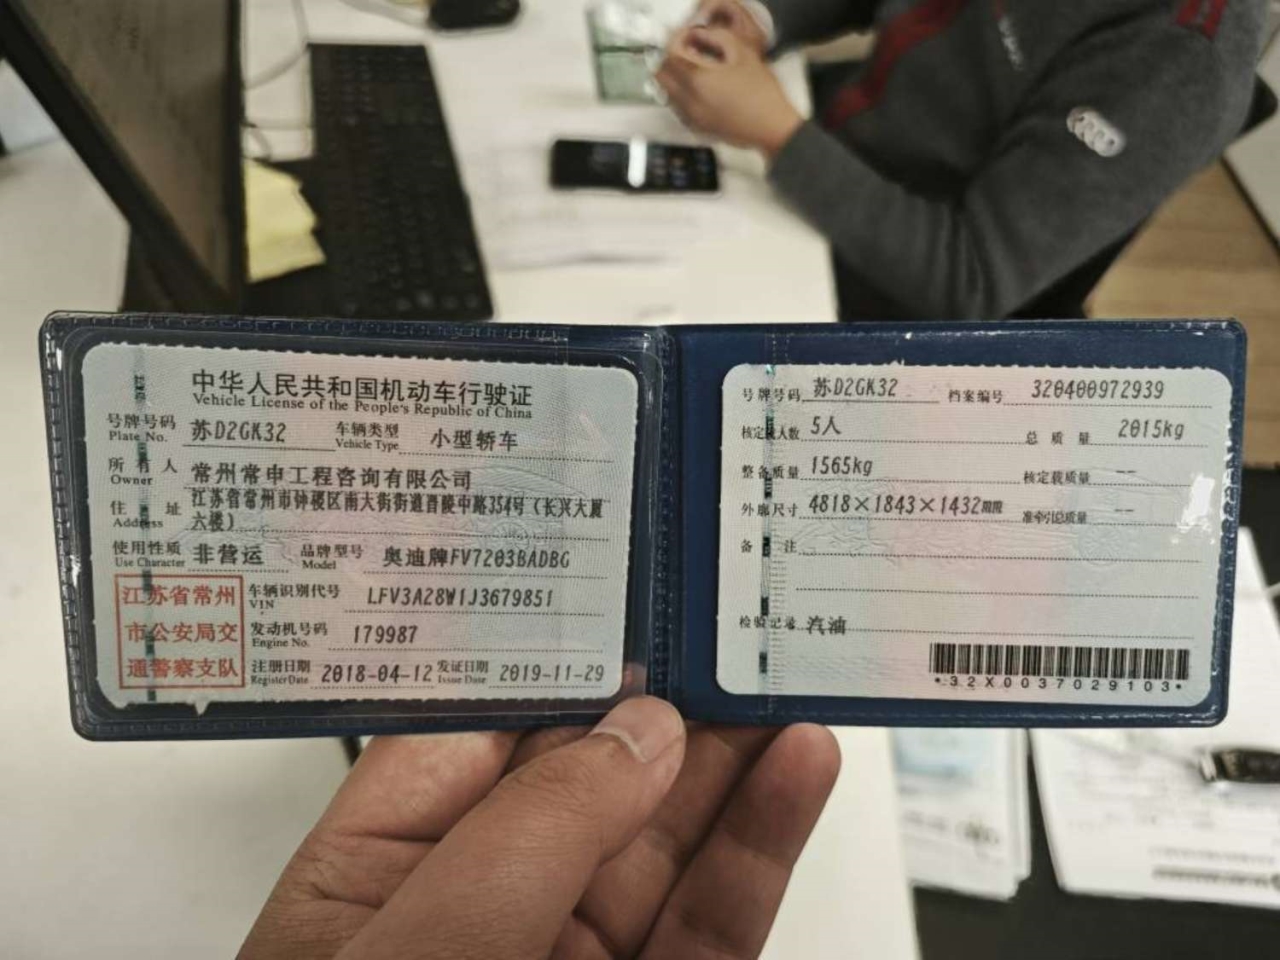 中华人民共和国机动车行驶证
Vehicle License of the People's Republic of China
号牌号码 苏D2GK32 车辆类型 小型轿车
Plate No. Vehicle Type
所有人 常州常申工程咨询有限公司
Owner
住址 江苏省常州市钟楼区南大街街道晋陵中路354号（长兴大厦
Address 六楼）
使用性质 非营运 品牌型号 奥迪牌FV7203BADBG
Use Character Model
江苏省常州
市公安局交
通警察支队
车辆识别代号 LFV3A28W1J3679851
VIN
发动机号码 179987
Engine No.
注册日期 2018-04-12 发证日期 2019-11-29
Register Date Issue Date
号牌号码 苏D2GK32 档案编号 320400972939
核定载人数 5人 总质量 2015kg
整备质量 1565kg 核定载质量 --
外廓尺寸 4818×1843×1432mm 准牵引总质量 --
备注
检验记录 汽油
*32X0037029103*